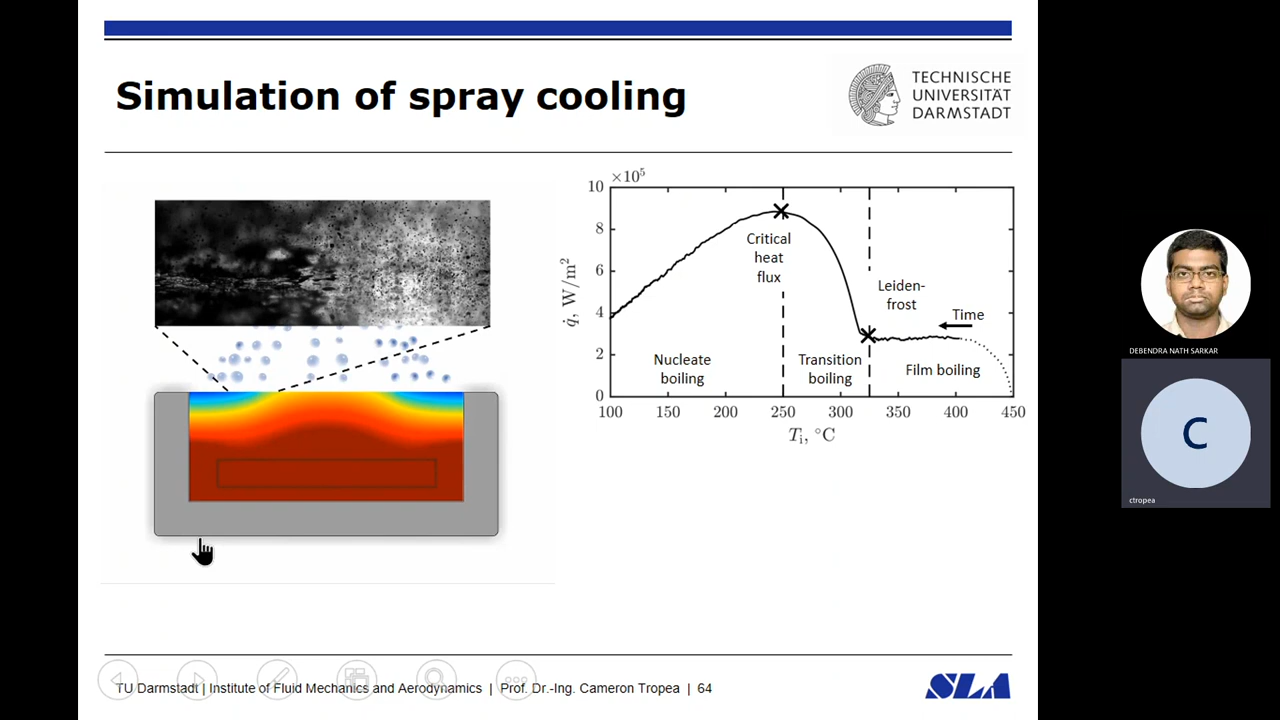 Simulation of spray cooling
TECHNISCHE
UNIVERSITÄT
DARMSTADT
×10⁵
10
8
6
4
2
0
q̇, W/m²
Critical
heat
flux
Leiden-
frost
Time
Nucleate
boiling
Transition
boiling
Film boiling
100 150 200 250 300 350 400 450
Tᵢ, °C
DEBENDRA NATH SARKAR
C
ctropea
TU Darmstadt | Institute of Fluid Mechanics and Aerodynamics | Prof. Dr.-Ing. Cameron Tropea | 64
SLA